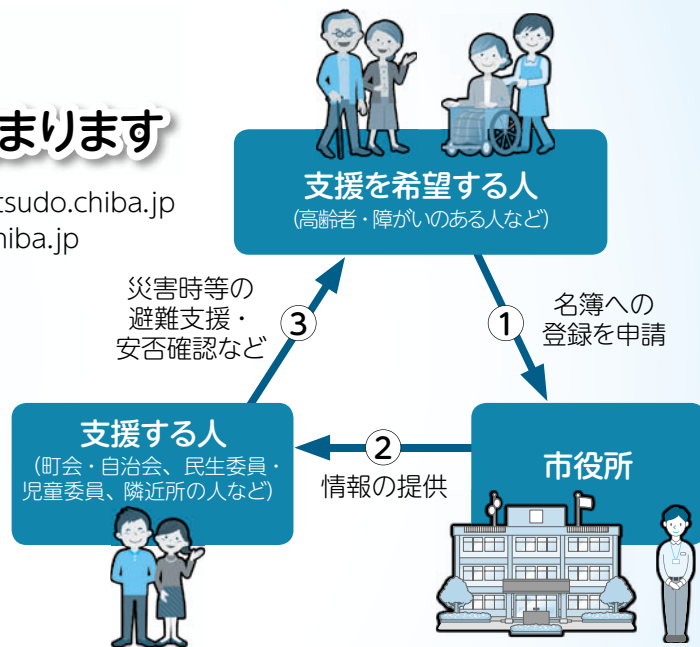 まります
tsudo.chiba.jp
hiba.jp
支援を希望する人
(高齢者・障がいのある人など)
災害時等の
避難支援・
安否確認など
③
①
名簿への
登録を申請
支援する人
(町会・自治会、民生委員・
児童委員、隣近所の人など)
②
情報の提供
市役所